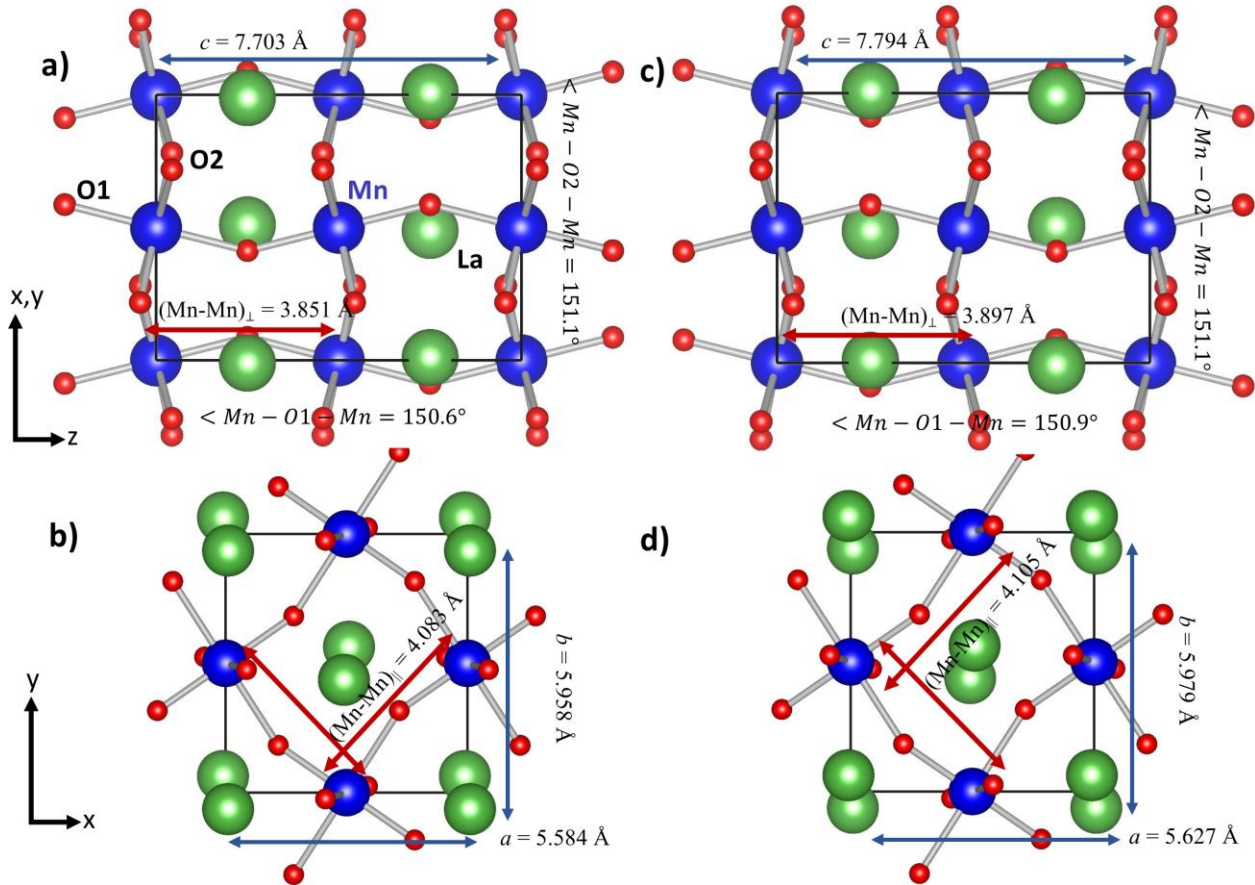 a)
c = 7.703 Å
O2
O1
Mn
La
< Mn − O2 − Mn = 151.1°
(Mn-Mn)⊥ = 3.851 Å
< Mn − O1 − Mn = 150.6°
x,y
z
c)
c = 7.794 Å
< Mn − O2 − Mn = 151.1°
(Mn-Mn)⊥ = 3.897 Å
< Mn − O1 − Mn = 150.9°
b)
(Mn-Mn)∥ = 4.083 Å
b = 5.958 Å
a = 5.584 Å
y
x
d)
(Mn-Mn)∥ = 4.105 Å
b = 5.979 Å
a = 5.627 Å